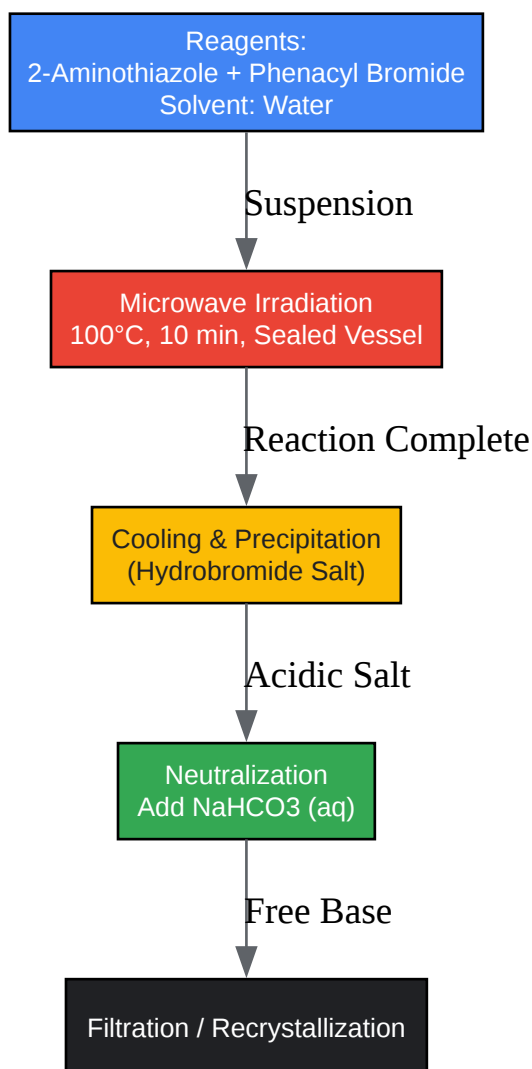 Reagents:
2-Aminothiazole + Phenacyl Bromide
Solvent: Water
Suspension
Microwave Irradiation
100°C, 10 min, Sealed Vessel
Reaction Complete
Cooling & Precipitation
(Hydrobromide Salt)
Acidic Salt
Neutralization
Add NaHCO3 (aq)
Free Base
Filtration / Recrystallization